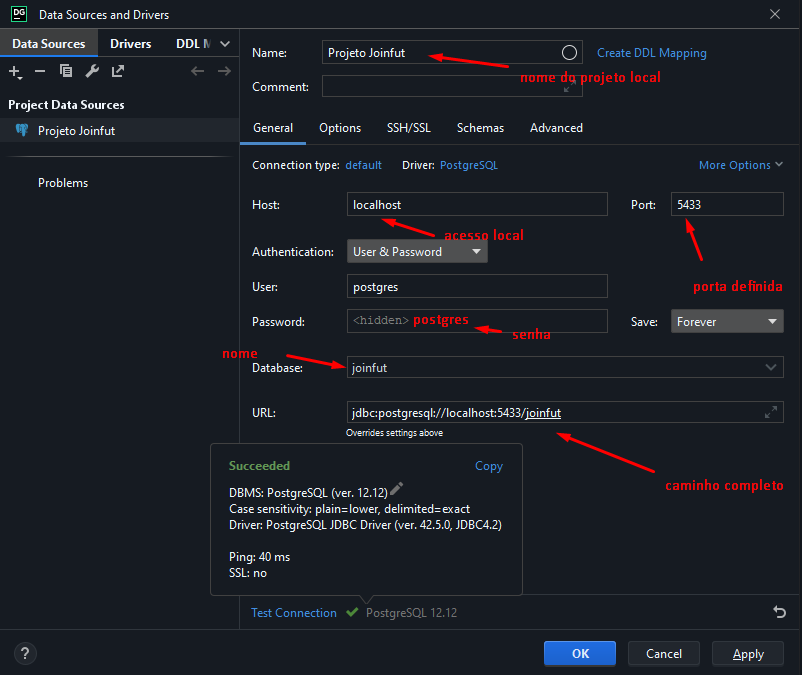 DG Data Sources and Drivers
Data Sources Drivers DDL M
Name: Projeto Joinfut Create DDL Mapping
nome do projeto local
Comment:
Project Data Sources
Projeto Joinfut
Problems
General Options SSH/SSL Schemas Advanced
Connection type: default Driver: PostgreSQL More Options
Host: localhost Port: 5433
acesso local
Authentication: User & Password
porta definida
User: postgres
Password: <hidden> postgres Save: Forever
senha
nome
Database: joinfut
URL: jdbc:postgresql://localhost:5433/joinfut
Overrides settings above
caminho completo
Succeeded Copy
DBMS: PostgreSQL (ver. 12.12)
Case sensitivity: plain=lower, delimited=exact
Driver: PostgreSQL JDBC Driver (ver. 42.5.0, JDBC4.2)
Ping: 40 ms
SSL: no
Test Connection PostgreSQL 12.12
? OK Cancel Apply